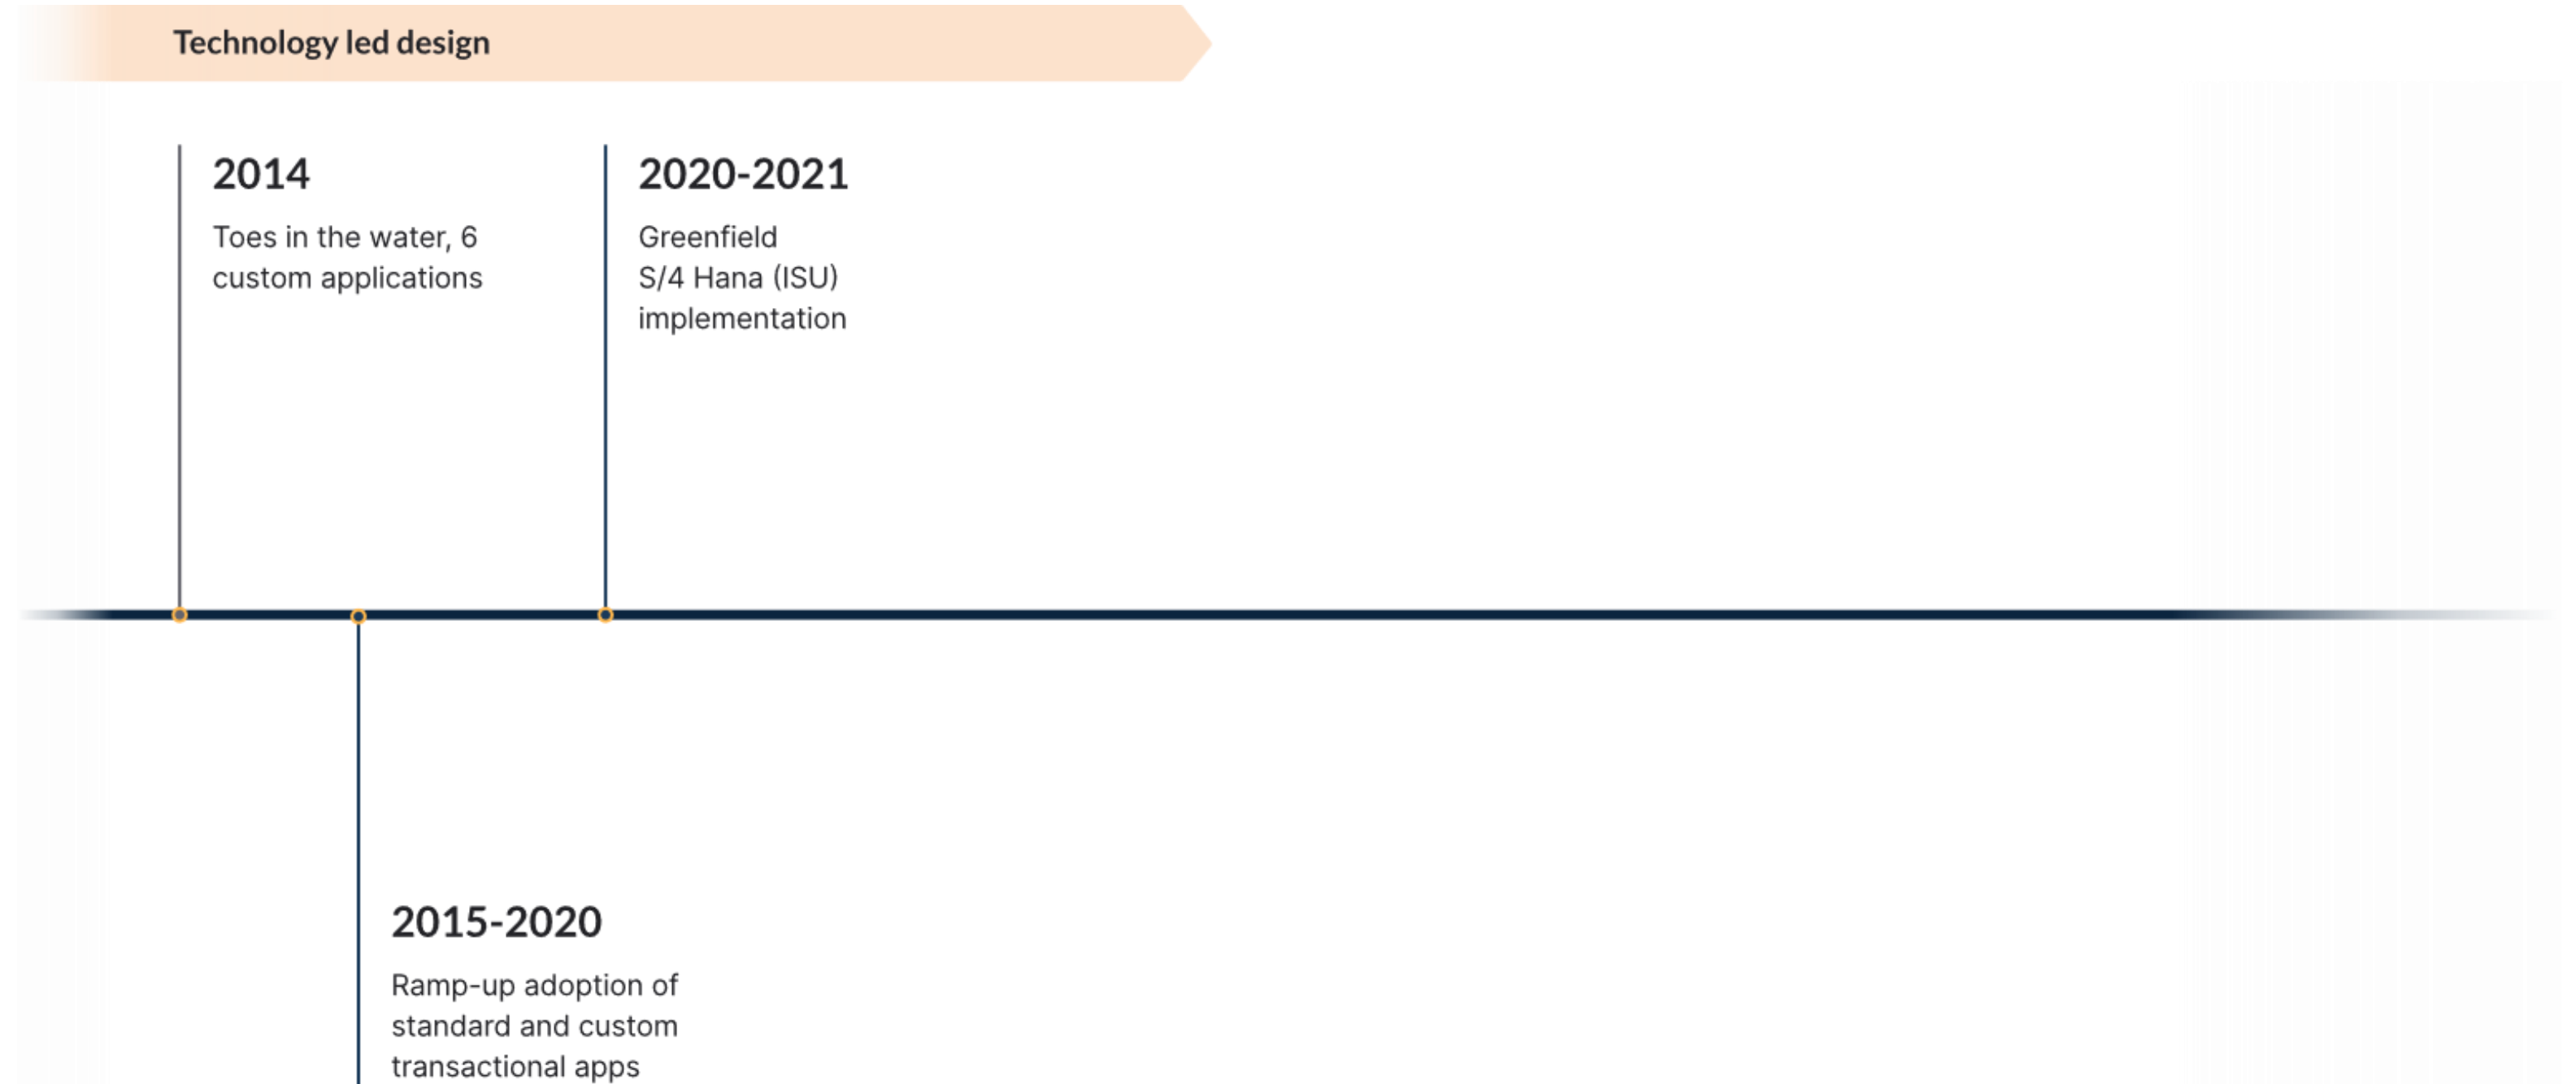 Technology led design
2014
Toes in the water, 6
custom applications
2020-2021
Greenfield
S/4 Hana (ISU)
implementation
2015-2020
Ramp-up adoption of
standard and custom
transactional apps